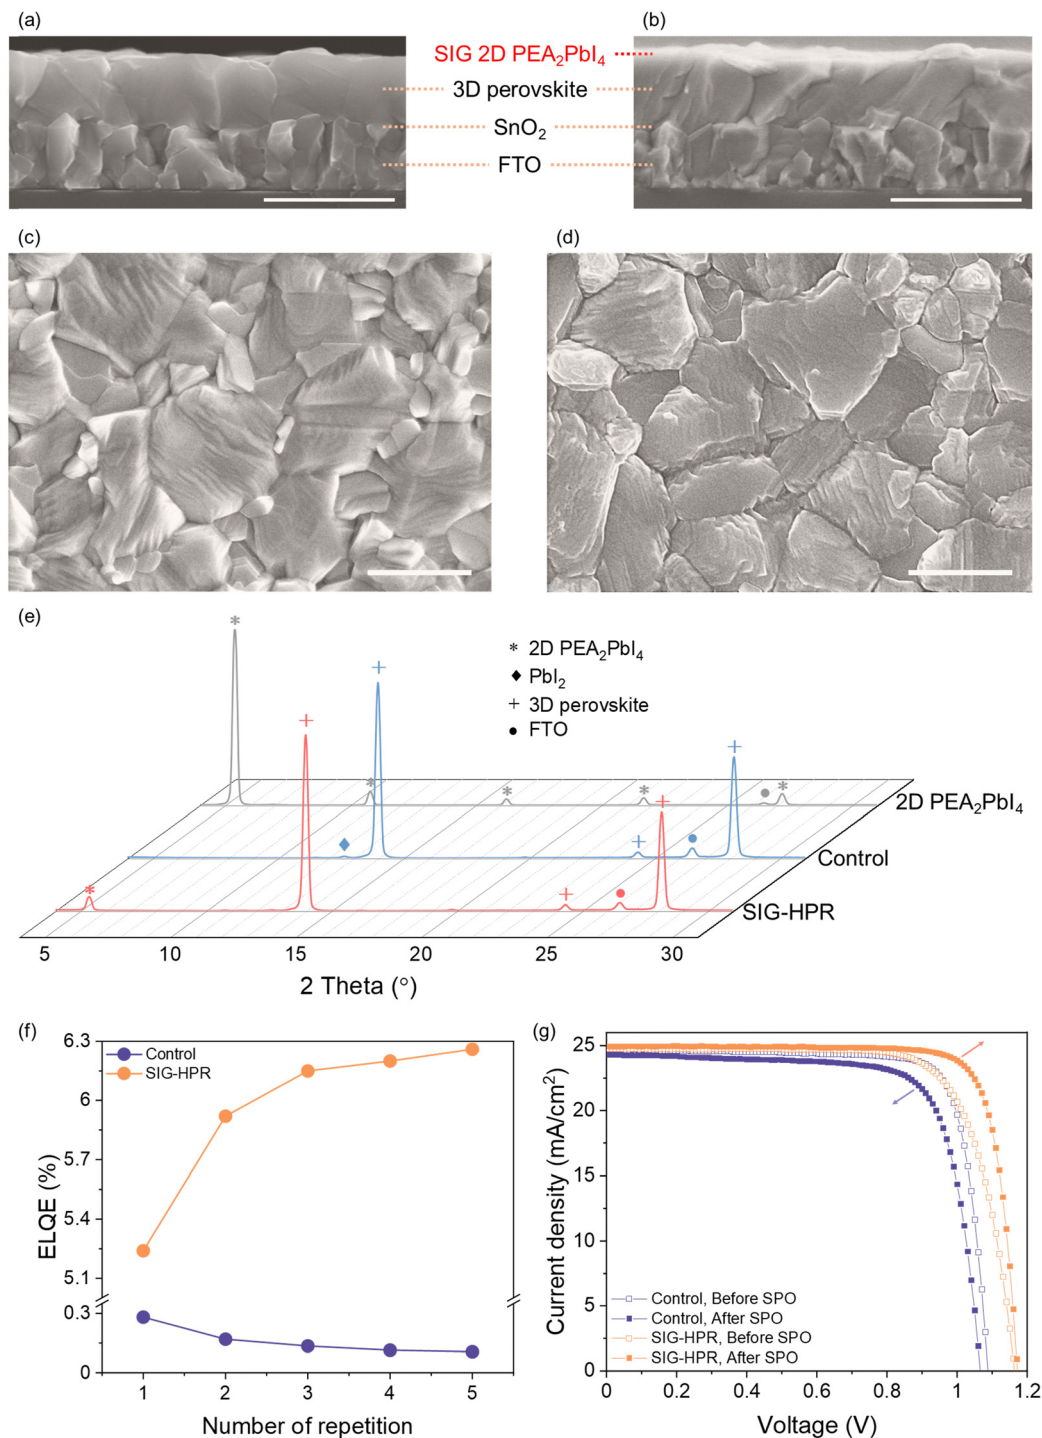 (a)
(b)
SIG 2D PEA₂PbI₄
3D perovskite
SnO₂
FTO
(c)
(d)
(e)
* 2D PEA₂PbI₄
♦ PbI₂
+ 3D perovskite
● FTO
2D PEA₂PbI₄
Control
SIG-HPR
5 10 15 20 25 30
2 Theta (°)
(f)
6.3
6
5.7
5.4
5.1
0.3
0
Control
SIG-HPR
ELQE (%)
1 2 3 4 5
Number of repetition
(g)
25
20
15
10
5
0
Current density (mA/cm²)
Control, Before SPO
Control, After SPO
SIG-HPR, Before SPO
SIG-HPR, After SPO
0 0.2 0.4 0.6 0.8 1 1.2
Voltage (V)